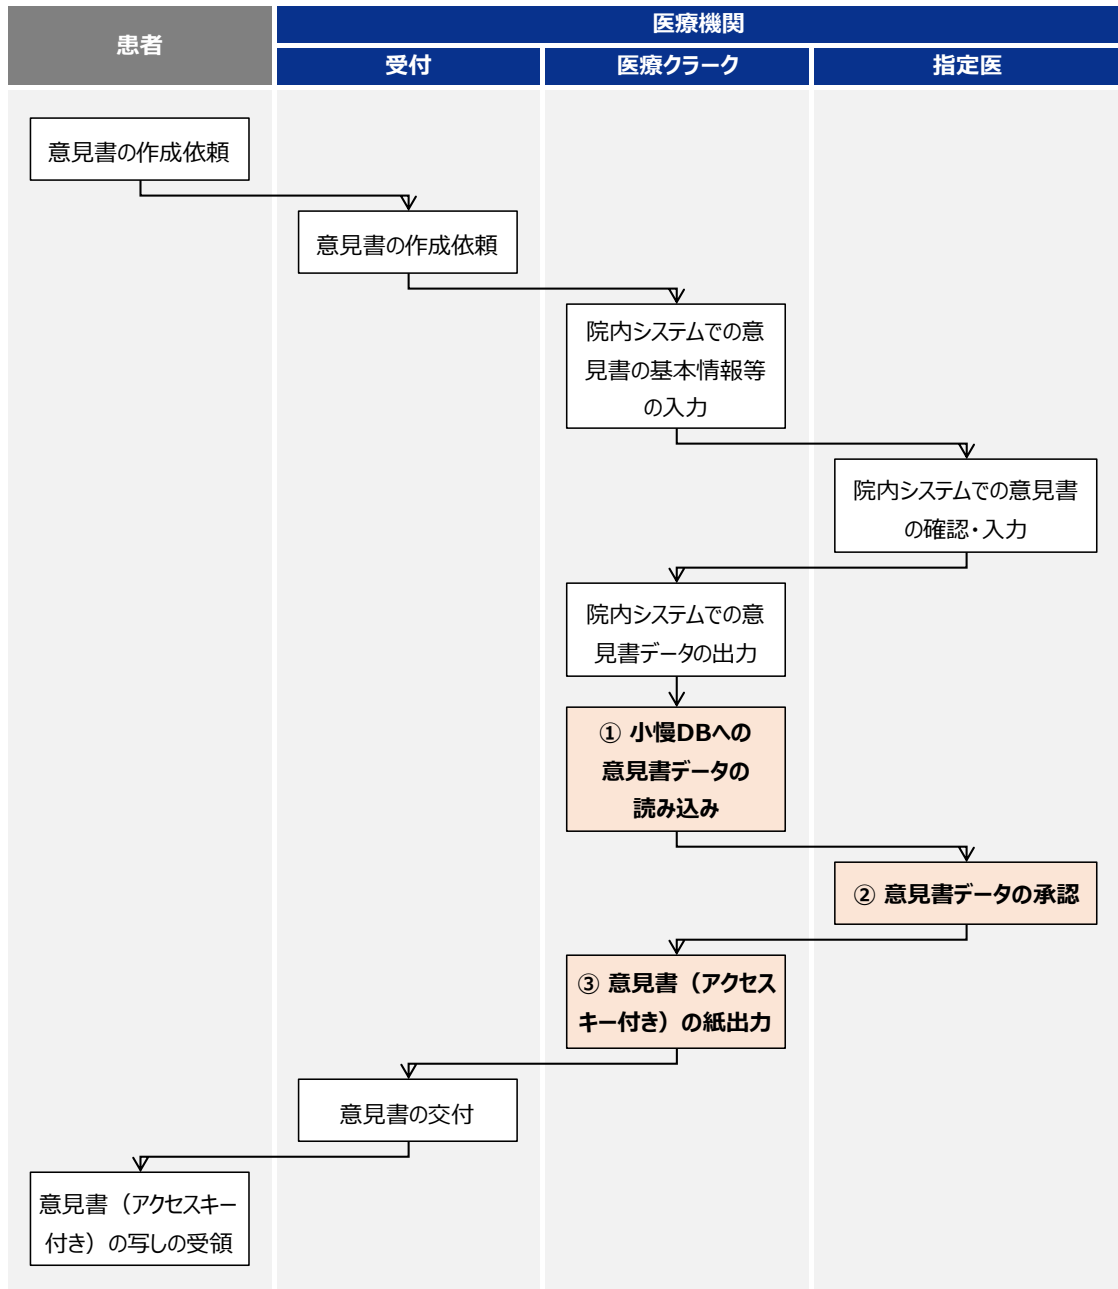 患者
医療機関
受付
医療クラーク
指定医
意見書の作成依頼
意見書の作成依頼
院内システムでの意
見書の基本情報等
の入力
院内システムでの意見書
の確認・入力
院内システムでの意
見書データの出力
① 小慢DBへの
意見書データの
読み込み
② 意見書データの承認
③ 意見書（アクセス
キー付き）の紙出力
意見書の交付
意見書（アクセスキー
付き）の写しの受領